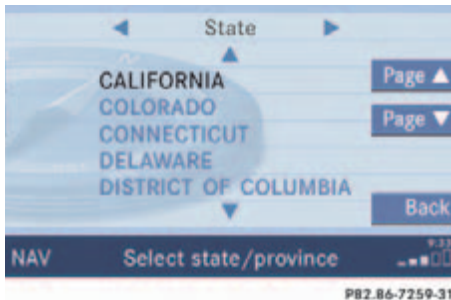 State
CALIFORNIA
Page ▲
COLORADO
Page ▼
CONNECTICUT
DELAWARE
DISTRICT OF COLUMBIA
Back
NAV Select state/province
P82.86-7259-31